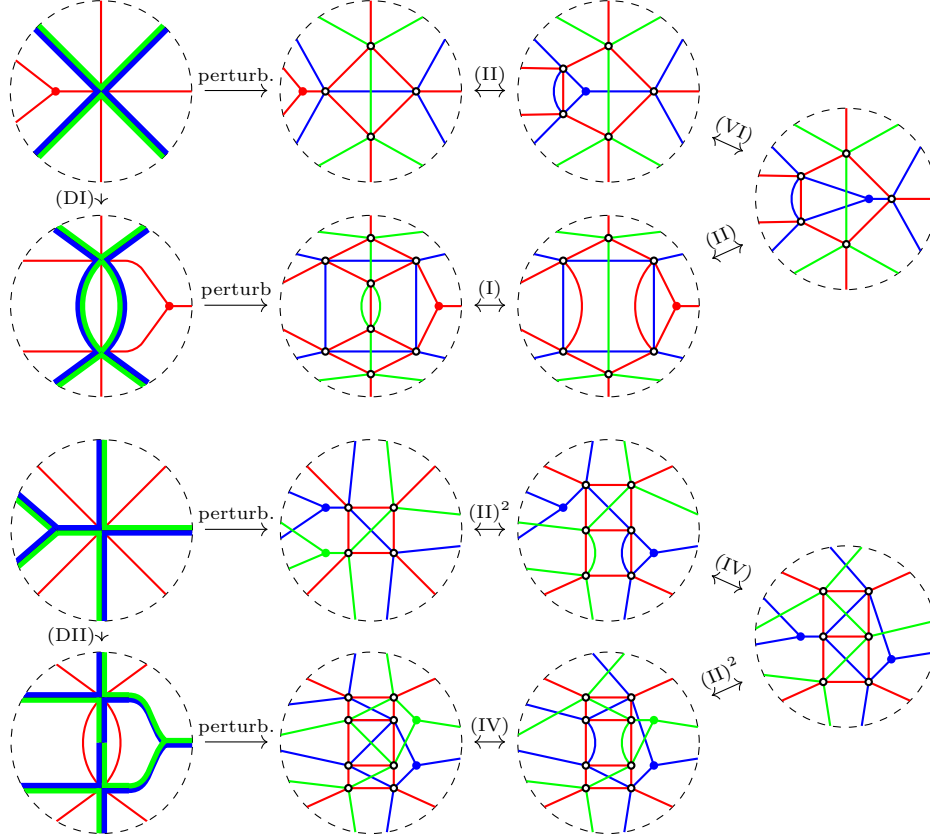 perturb.
(II)
(VI)
(DI)
(II)
perturb
(I)
perturb.
(II)²
(IV)
(DII)
(II)²
perturb.
(IV)